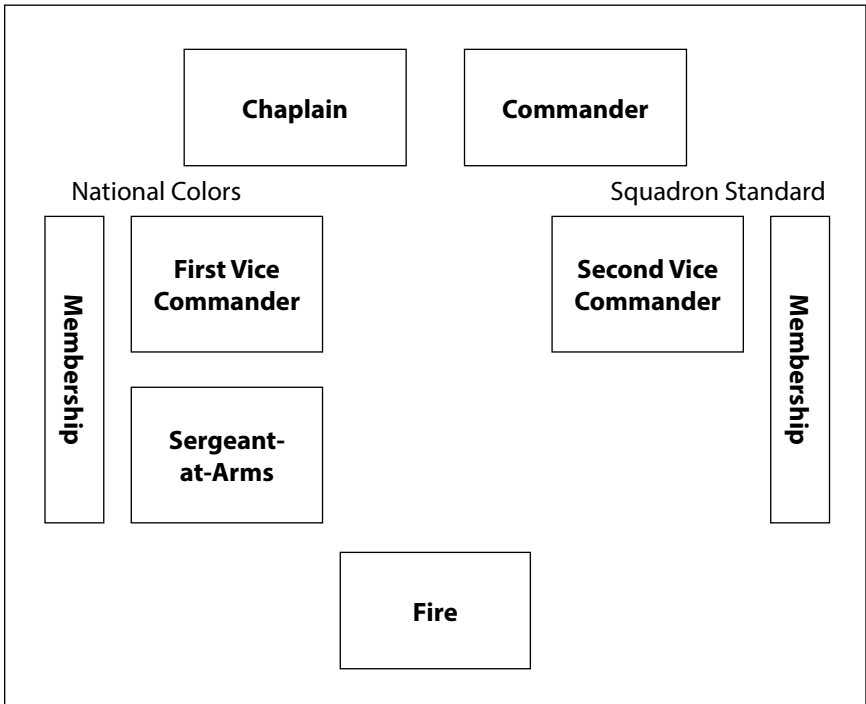 Chaplain
Commander
National Colors
Squadron Standard
Membership
First Vice
Commander
Second Vice
Commander
Membership
Sergeant-
at-Arms
Fire